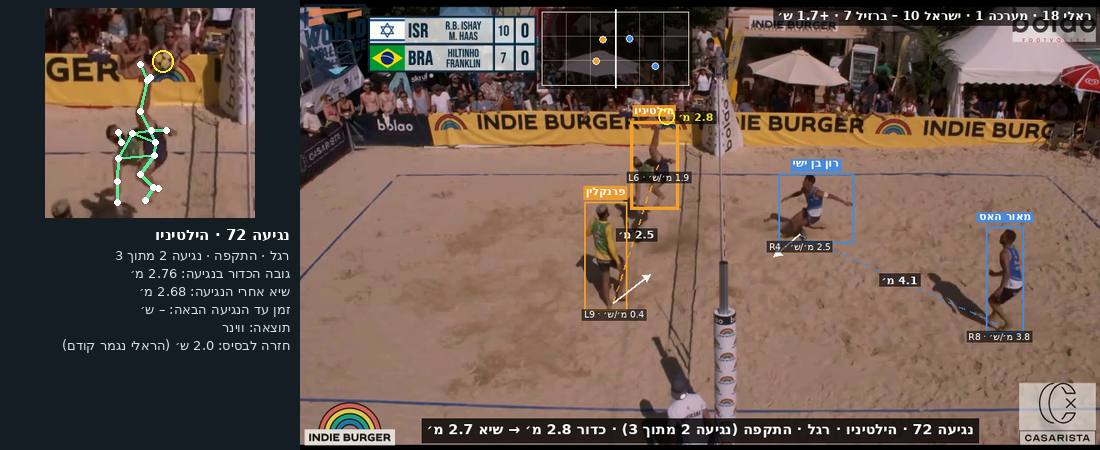 נגיעה 72 · הילטיניו
רגל · התקפה · נגיעה 2 מתוך 3
גובה הכדור בנגיעה: 2.76 מ׳
שיא אחרי הנגיעה: 2.68 מ׳
זמן עד הנגיעה הבאה: – ש׳
תוצאה: ווינר
חזרה לבסיס: 2.0 ש׳ (הראלי נגמר קודם)
ראלי 18 · מערכה 1 · ישראל 10 – ברזיל 7 · +1.7 ש׳
ISR R.B. ISHAY M. HAAS 10 0
BRA HILTINHO FRANKLIN 7 0
INDIE BURGER
bolao
INDIE BURGER
INDIE BURGER
CASARISTA
הילטיניו
2.8 מ׳
L6 · 1.9 מ׳/ש׳
פרנקלין
2.5 מ׳
L9 · 0.4 מ׳/ש׳
רון בן ישי
R4 · 2.5 מ׳/ש׳
מאור האס
4.1 מ׳
R8 · 3.8 מ׳/ש׳
INDIE BURGER
CASARISTA
נגיעה 72 · הילטיניו · רגל · התקפה (נגיעה 2 מתוך 3) · כדור 2.8 מ׳ → שיא 2.7 מ׳